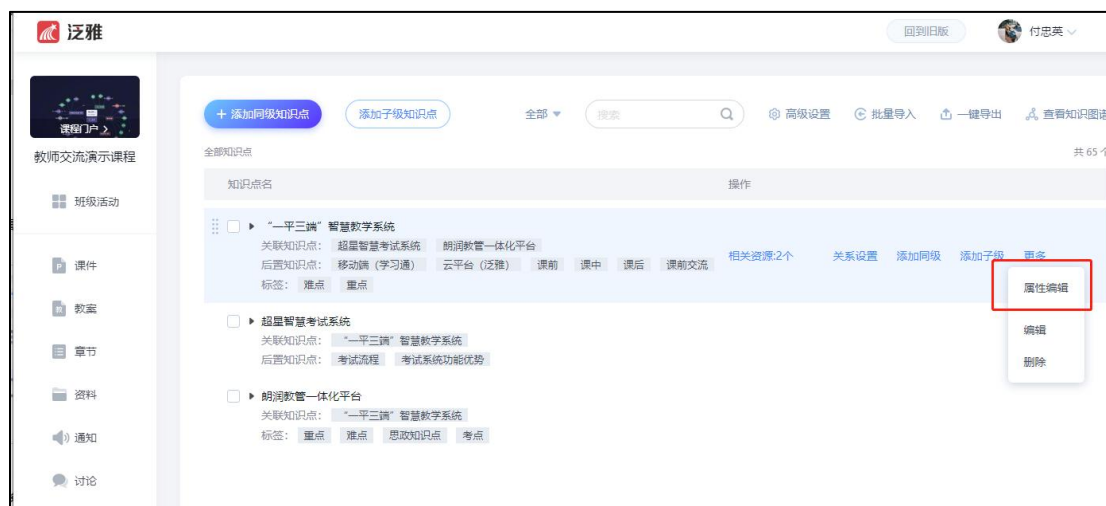 泛雅
回到旧版
付忠英
课程门户 >
教师交流演示课程
班级活动
课件
教案
章节
资料
通知
讨论
+ 添加同级知识点 添加子级知识点 全部 搜索 高级设置 批量导入 一键导出 查看知识图谱
全部知识点 共 65 个
知识点名 操作
“一平三端”智慧教学系统
关联知识点: 超星智慧考试系统 朗润教管一体化平台
后置知识点: 移动端（学习通） 云平台（泛雅） 课前 课中 课后 课前交流
标签: 难点 重点
相关资源:2个 关系设置 添加同级 添加子级 更多
属性编辑
编辑
删除
超星智慧考试系统
关联知识点: “一平三端”智慧教学系统
后置知识点: 考试流程 考试系统功能优势
朗润教管一体化平台
关联知识点: “一平三端”智慧教学系统
标签: 重点 难点 思政知识点 考点